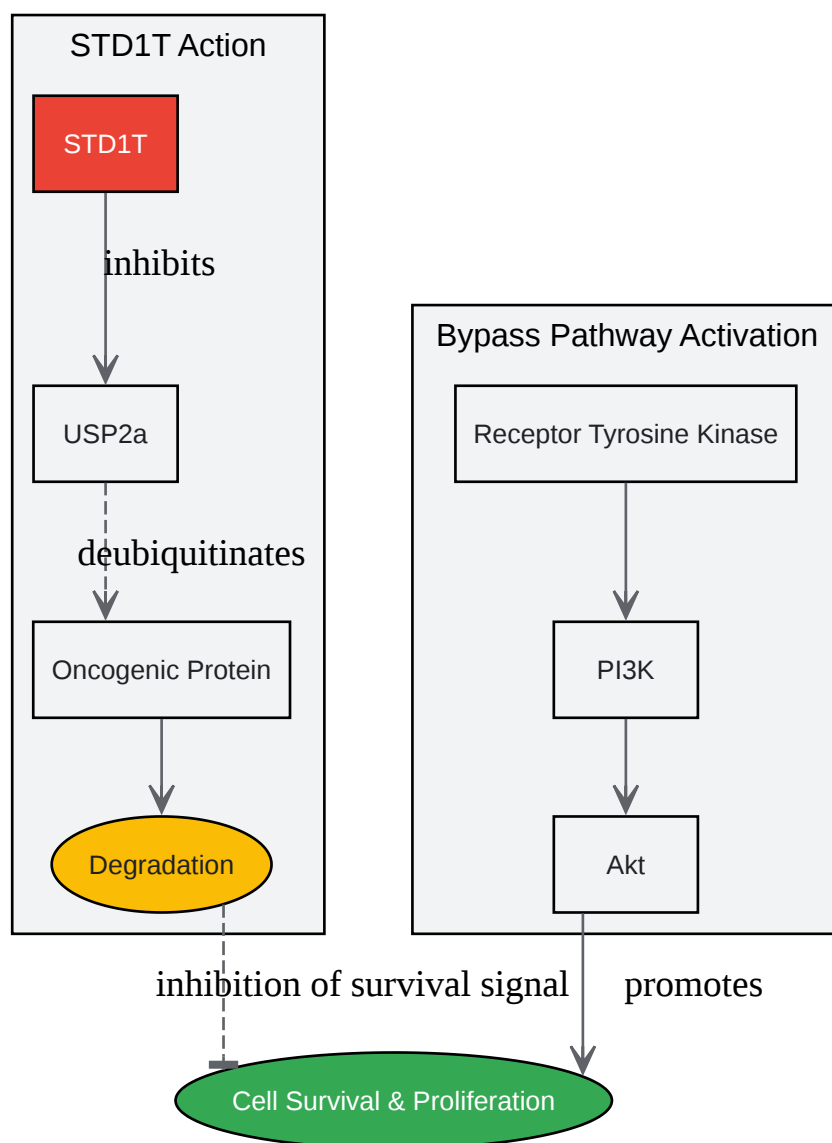 STD1T Action
STD1T
inhibits
USP2a
deubiquitinates
Oncogenic Protein
Degradation
Bypass Pathway Activation
Receptor Tyrosine Kinase
PI3K
Akt
inhibition of survival signal
promotes
Cell Survival & Proliferation